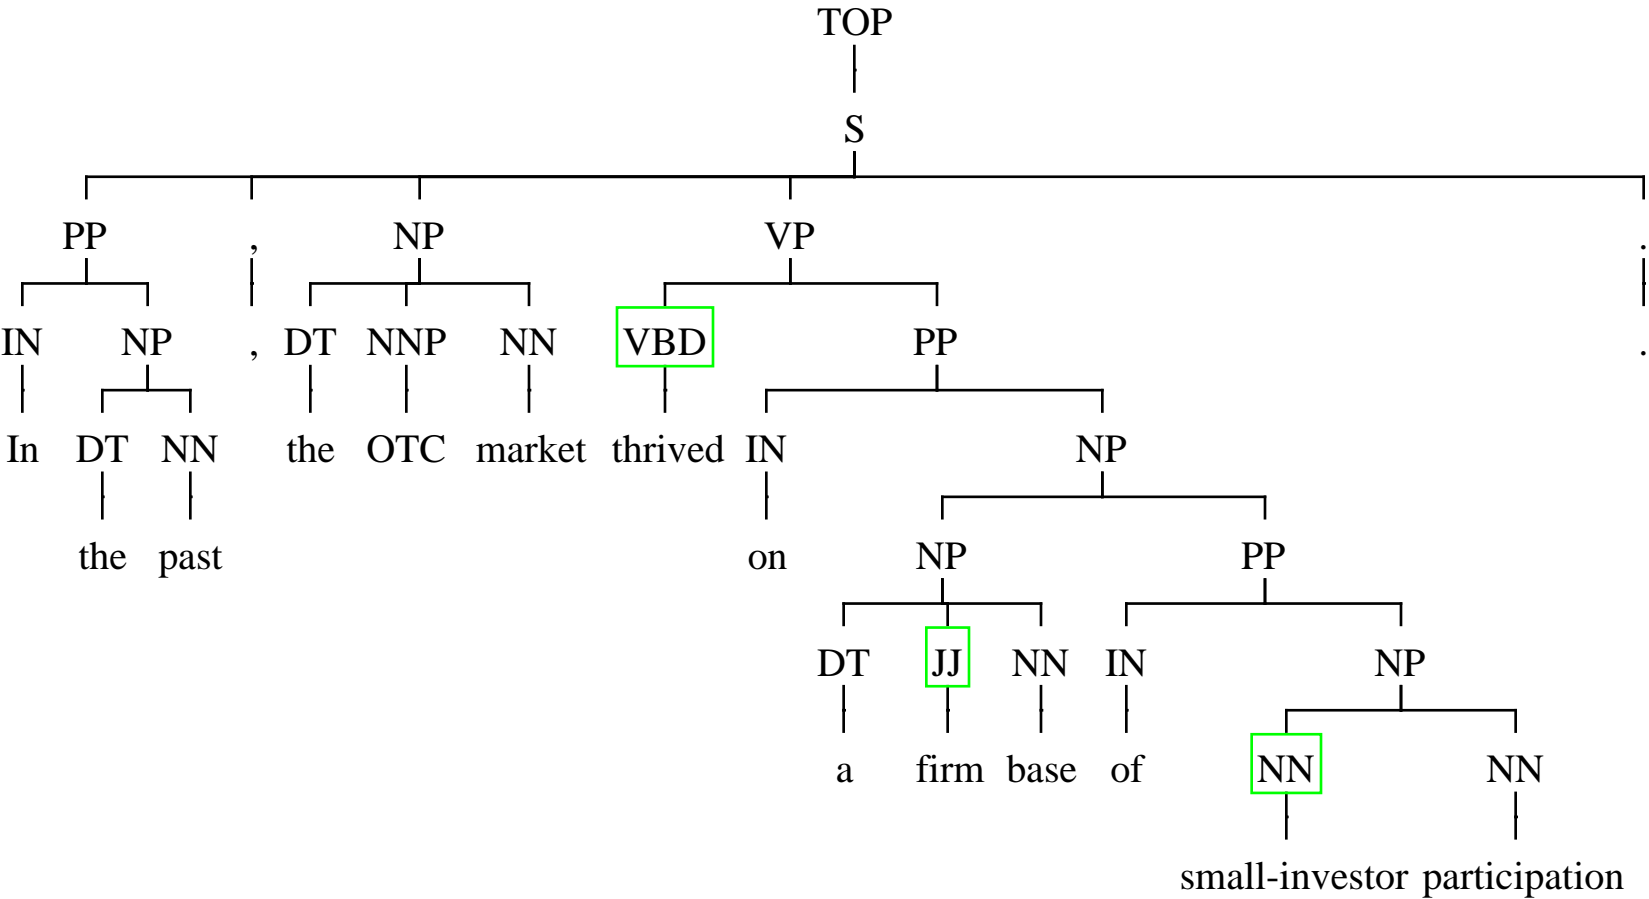 TOP
S
PP , NP VP .
IN NP , DT NNP NN VBD PP .
In DT NN the OTC market thrived IN NP
the past on NP PP
DT JJ NN IN NP
a firm base of NN NN
small-investor participation